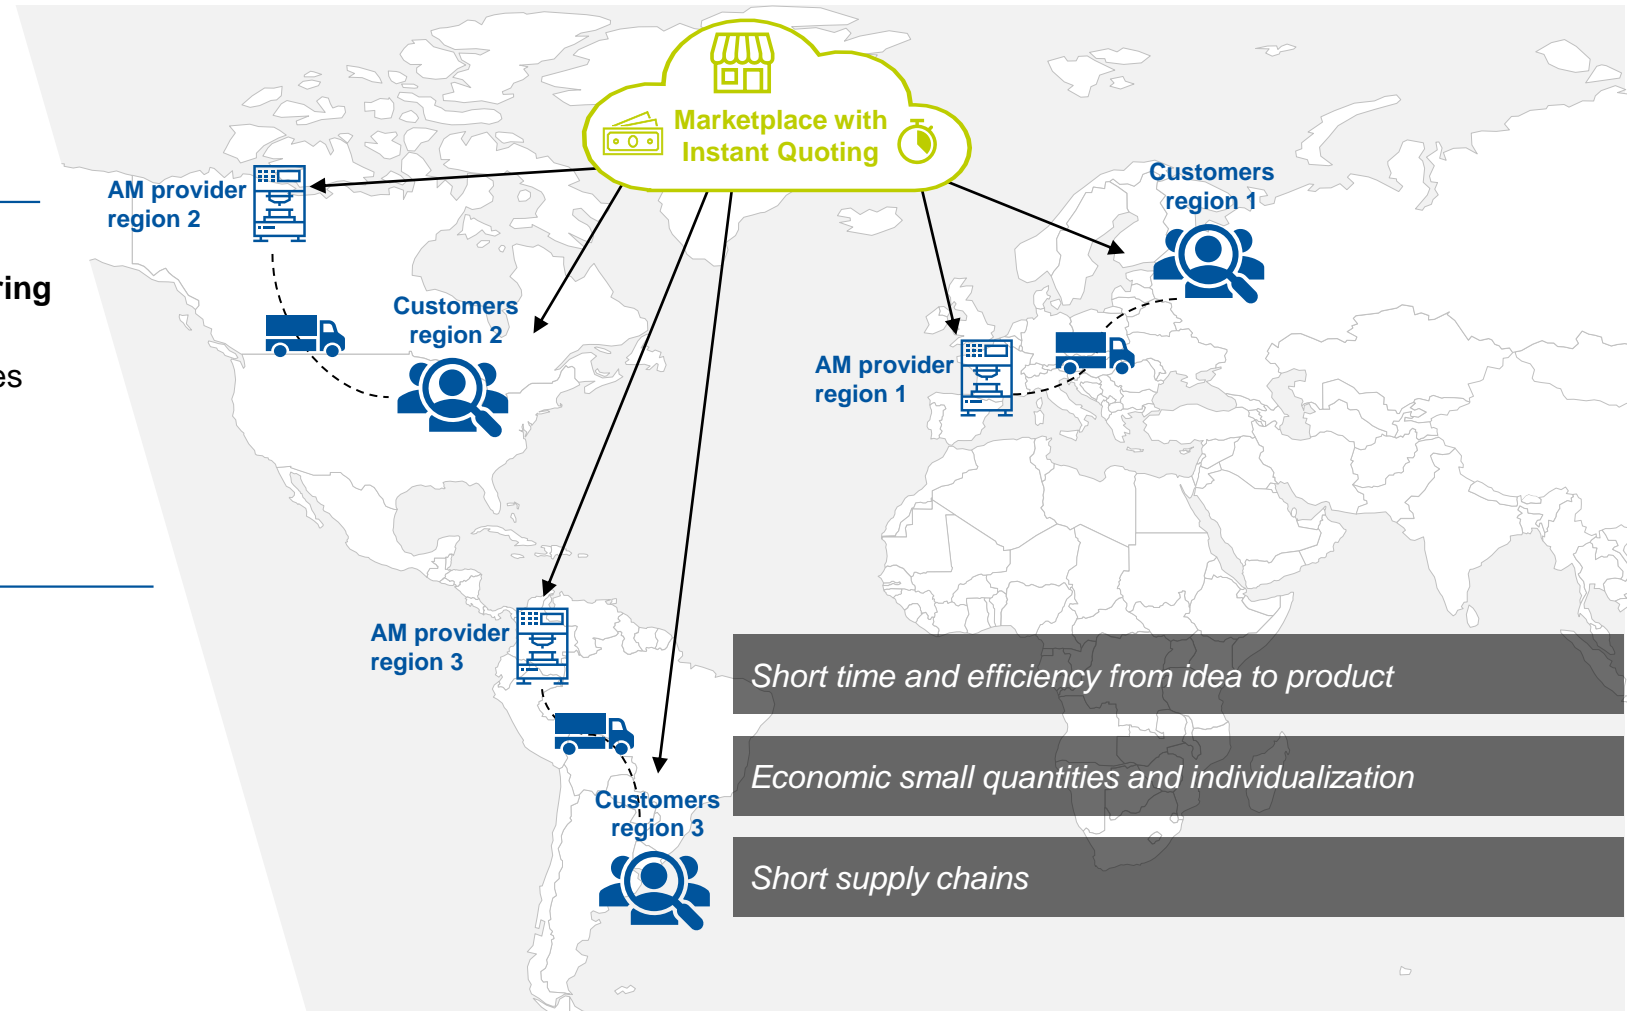 Marketplace with
Instant Quoting
AM provider
region 2
Customers
region 1
ring
Customers
region 2
es
AM provider
region 1
AM provider
region 3
Short time and efficiency from idea to product
Economic small quantities and individualization
Customers
region 3
Short supply chains